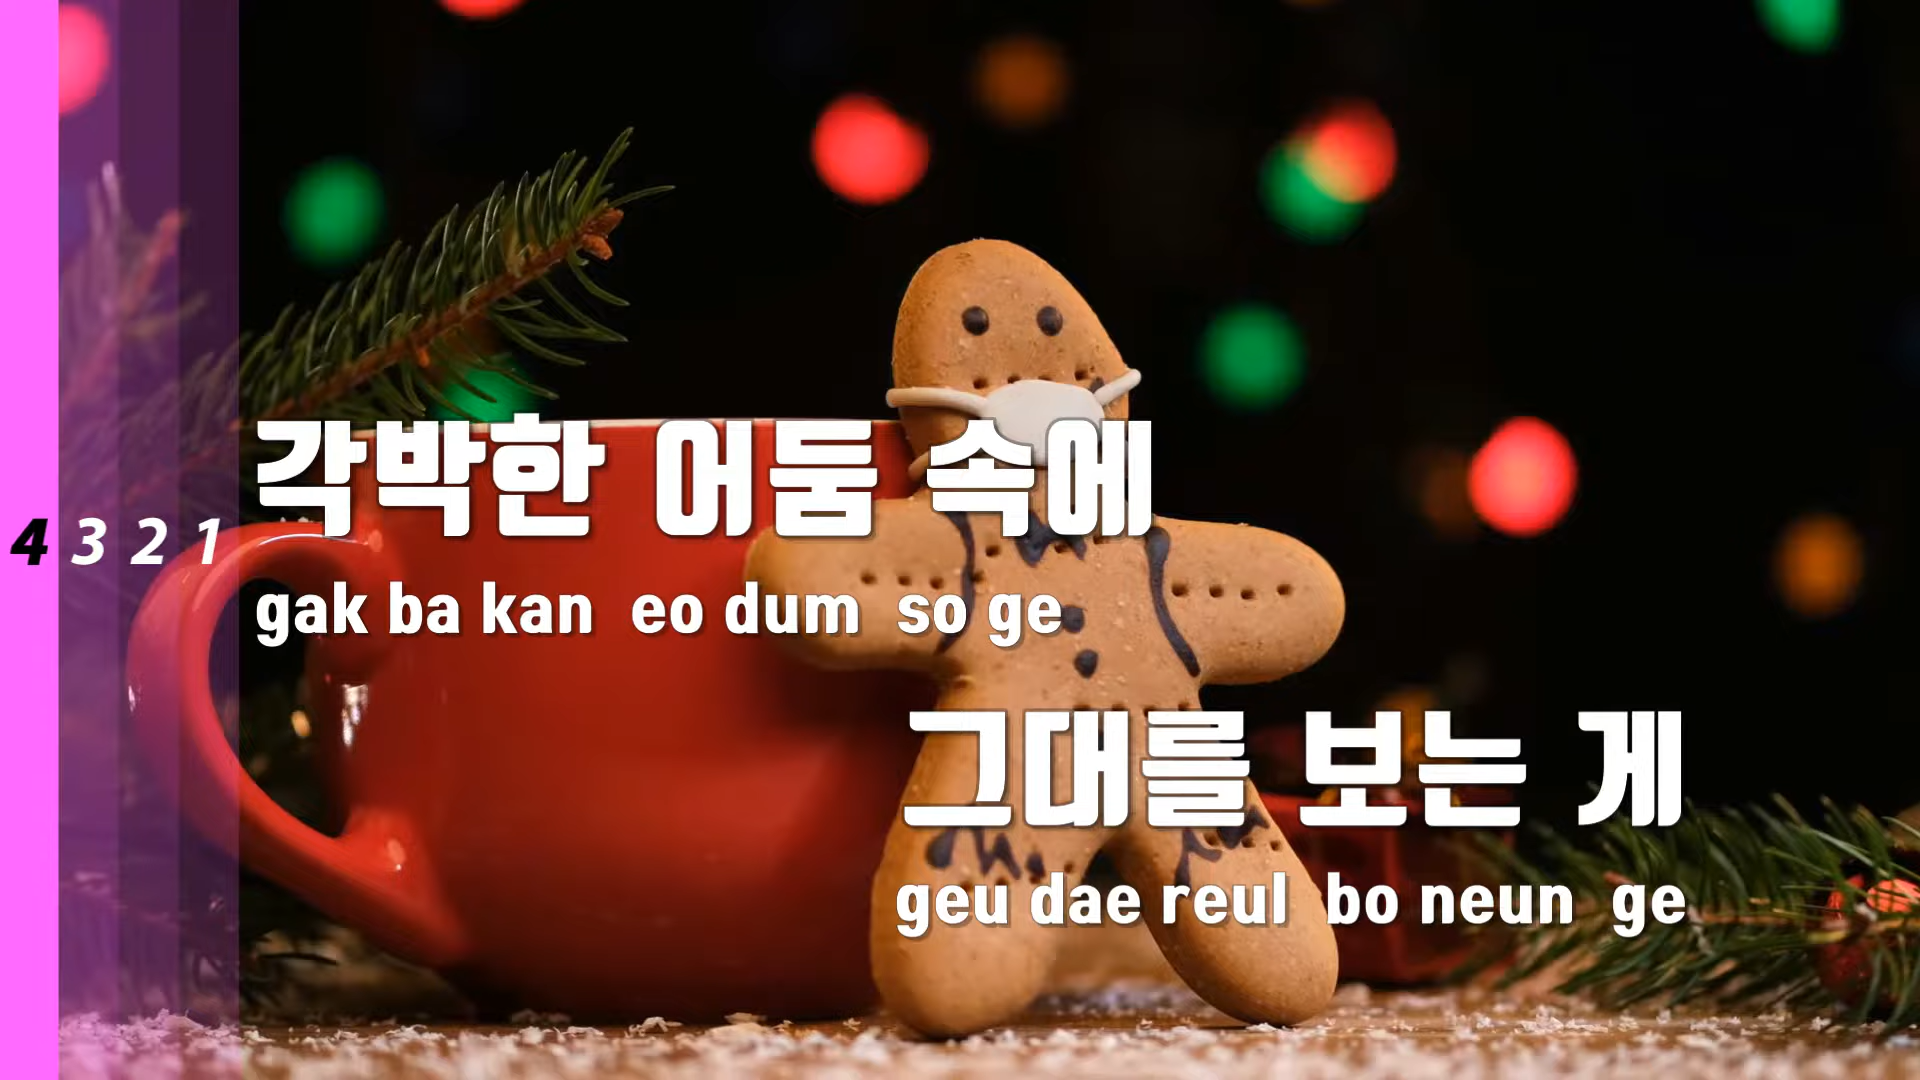 4 3 2 1
각박한 어둠 속에
gak ba kan eo dum so ge
그대를 보는 게
geu dae reul bo neun ge